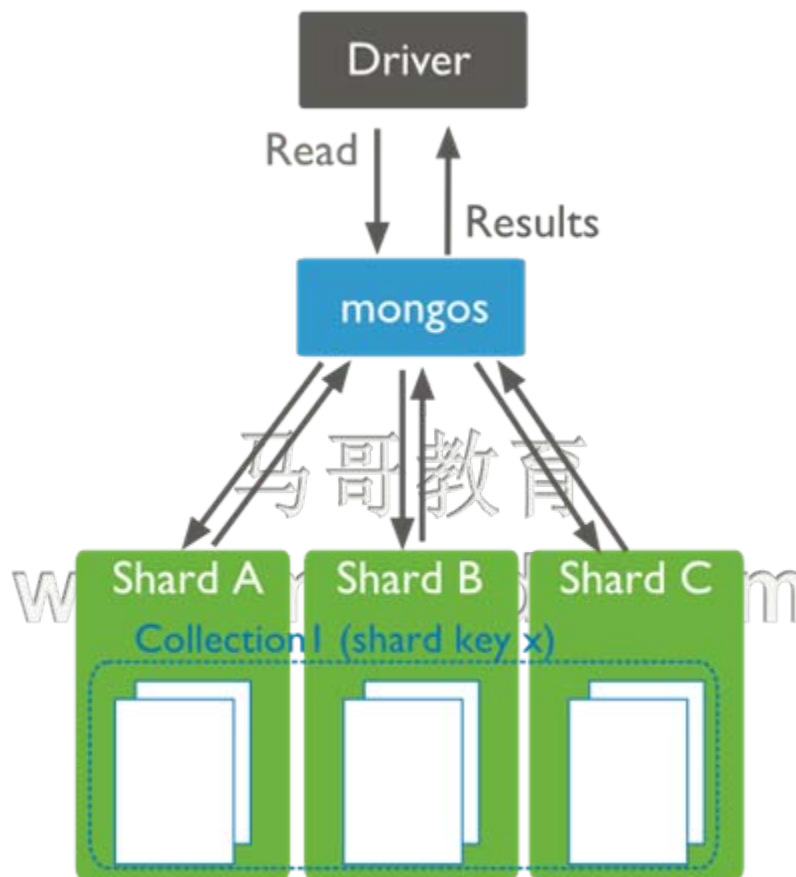 Driver
Read
Results
mongos
马哥教育
Shard A
Shard B
Shard C
Collection1 (shard key x)